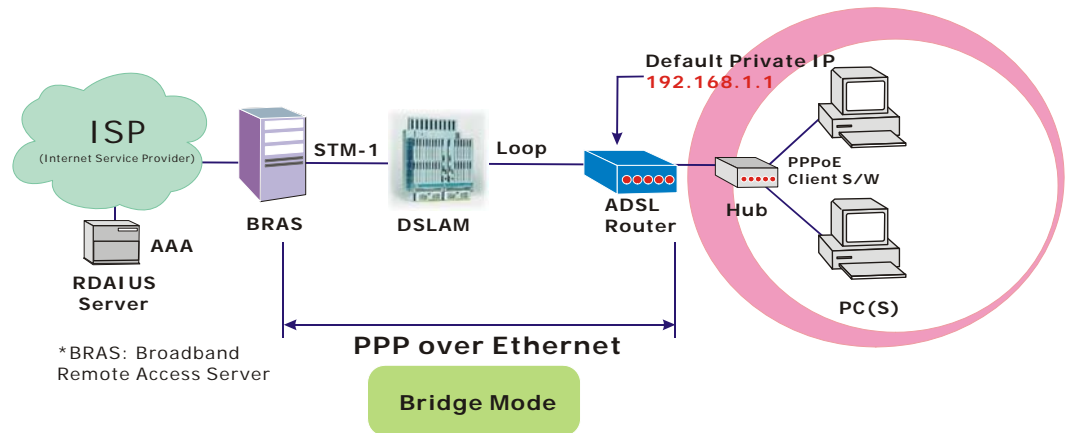 Default Private IP
192.168.1.1
ISP
(Internet Service Provider)
STM-1
Loop
PPPoE
Client S/W
BRAS
DSLAM
ADSL
Router
Hub
AAA
RDAIUS
Server
PC(S)
PPP over Ethernet
*BRAS: Broadband
Remote Access Server
Bridge Mode